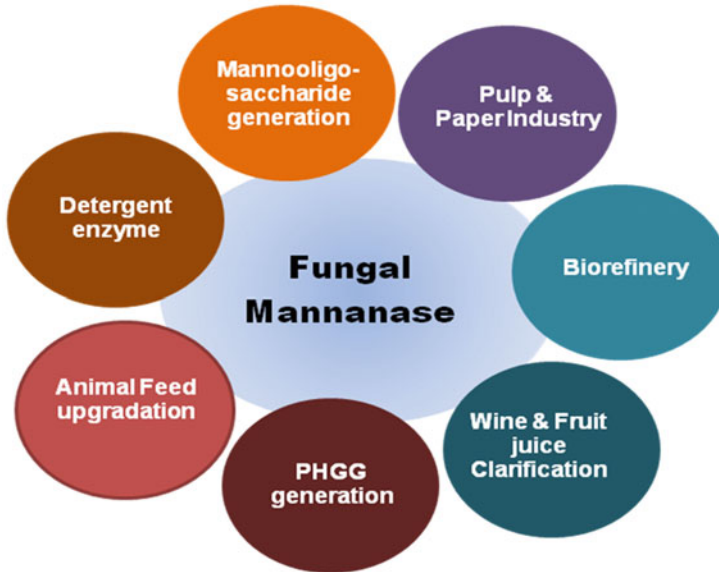 Mannooligo-
saccharide
generation
Pulp &
Paper Industry
Detergent
enzyme
Fungal
Mannanase
Biorefinery
Animal Feed
upgradation
Wine & Fruit
juice
Clarification
PHGG
generation